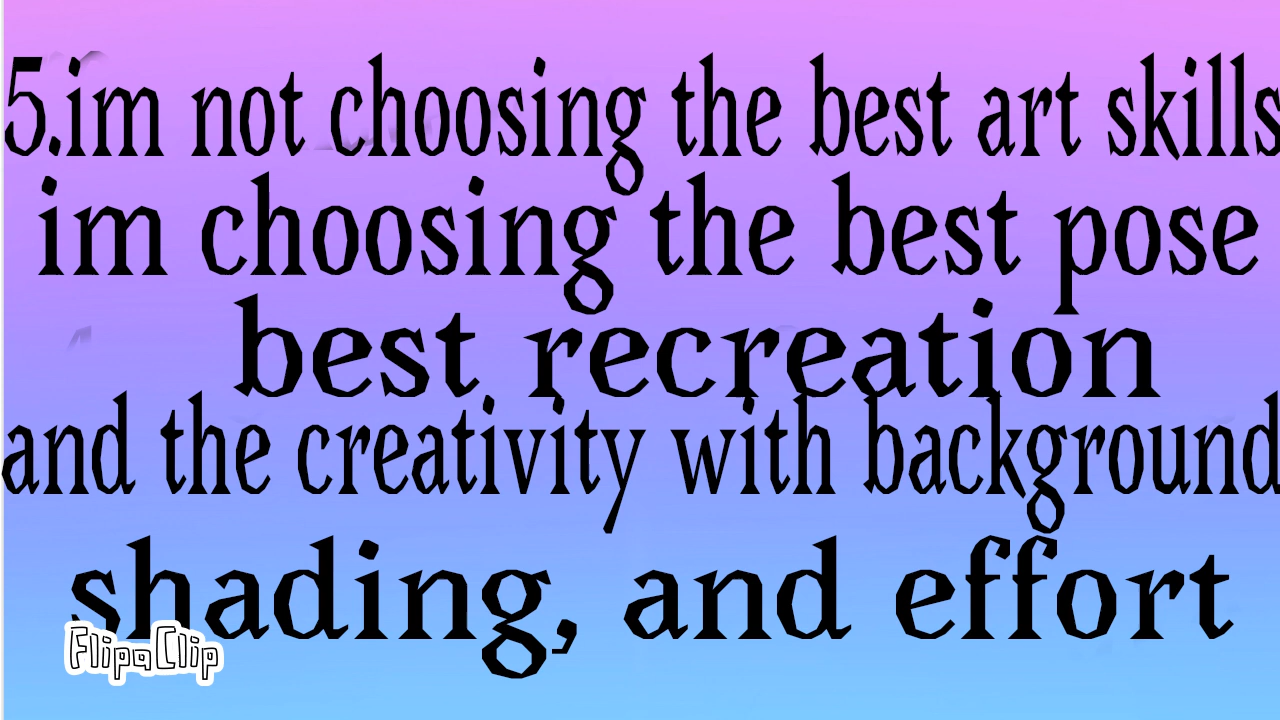 5.im not choosing the best art skills
im choosing the best pose
best recreation
and the creativity with background
shading, and effort
FlipaClip